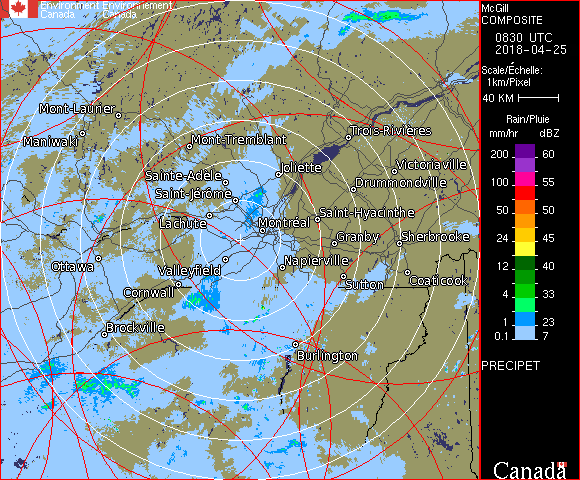 Environment Environnement
Canada Canada
McGill
COMPOSITE
0830 UTC
2018-04-25
Scale/Échelle:
1km/Pixel
40 KM
Rain/Pluie
mm/hr dBZ
200 60
100 55
50 50
24 45
12 40
4 33
1 23
0.1 7
PRECIPET
Canada
Mont-Laurier
Maniwaki
Mont-Tremblant
Trois-Rivières
Joliette
Victoriaville
Sainte-Adèle
Drummondville
Saint-Jérôme
Saint-Hyacinthe
Lachute
Montréal
Granby
Sherbrooke
Ottawa
Valleyfield
Napierville
Sutton
Coaticook
Cornwall
Brockville
Burlington